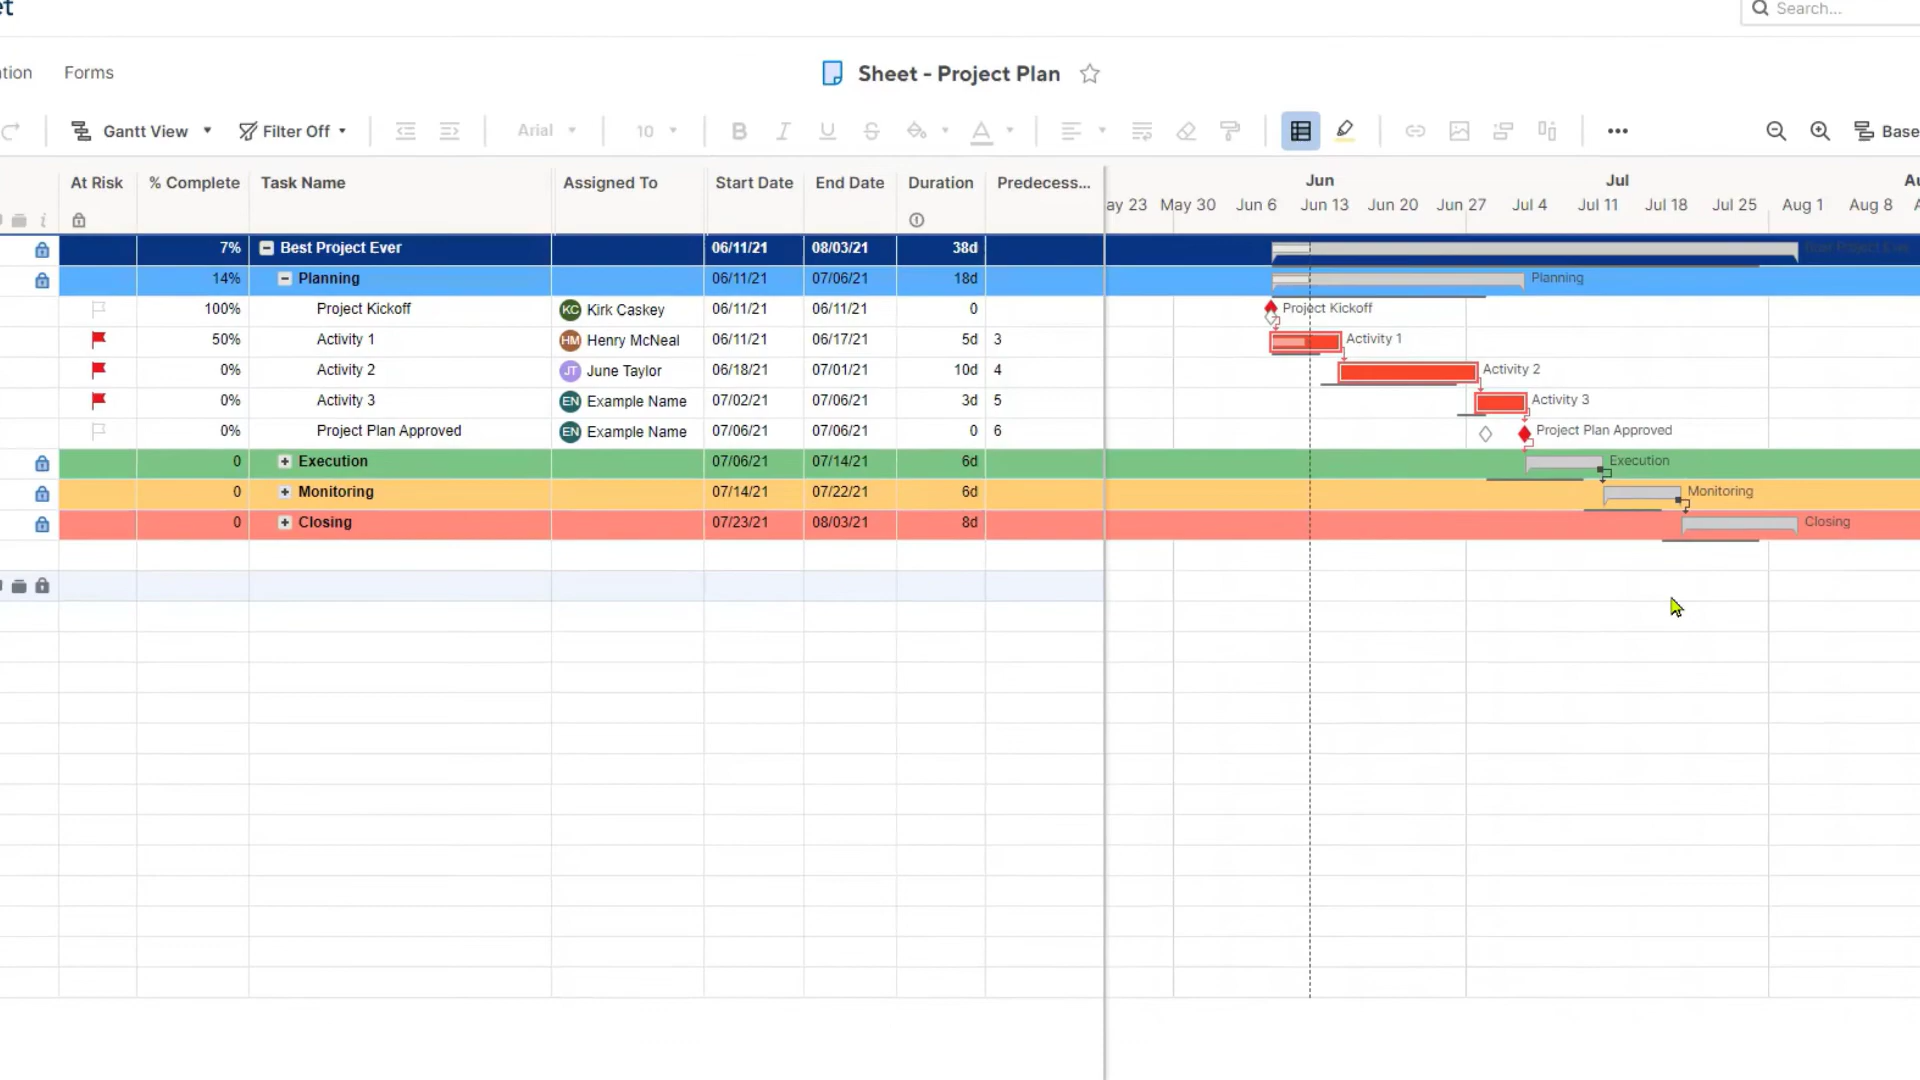 et
Search...
tion Forms
Sheet - Project Plan
Gantt View Filter Off Arial 10 B I U S A Base
At Risk % Complete Task Name Assigned To Start Date End Date Duration Predecess... Jun Jul Au
ay 23 May 30 Jun 6 Jun 13 Jun 20 Jun 27 Jul 4 Jul 11 Jul 18 Jul 25 Aug 1 Aug 8 A
7% Best Project Ever 06/11/21 08/03/21 38d Best Project Ever
14% Planning 06/11/21 07/06/21 18d Planning
100% Project Kickoff KC Kirk Caskey 06/11/21 06/11/21 0 Project Kickoff
50% Activity 1 HM Henry McNeal 06/11/21 06/17/21 5d 3 Activity 1
0% Activity 2 JT June Taylor 06/18/21 07/01/21 10d 4 Activity 2
0% Activity 3 EN Example Name 07/02/21 07/06/21 3d 5 Activity 3
0% Project Plan Approved EN Example Name 07/06/21 07/06/21 0 6 Project Plan Approved
0 Execution 07/06/21 07/14/21 6d Execution
0 Monitoring 07/14/21 07/22/21 6d Monitoring
0 Closing 07/23/21 08/03/21 8d Closing